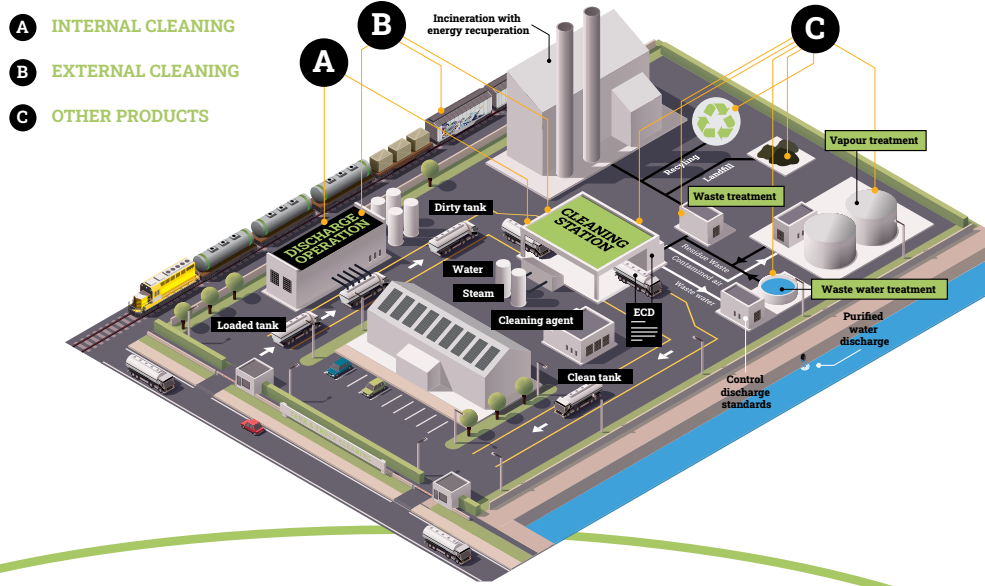 A INTERNAL CLEANING
B EXTERNAL CLEANING
C OTHER PRODUCTS
A
B
C
Incineration with
energy recuperation
Recyling
Landfill
Vapour treatment
Waste treatment
Dirty tank
DISCHARGE
OPERATION
CLEANING
STATION
Residue Waste
Contamined air
Waste water
Water
Steam
Waste water treatment
Loaded tank
Cleaning agent
ECD
Purified
water
discharge
Clean tank
Control
discharge
standards